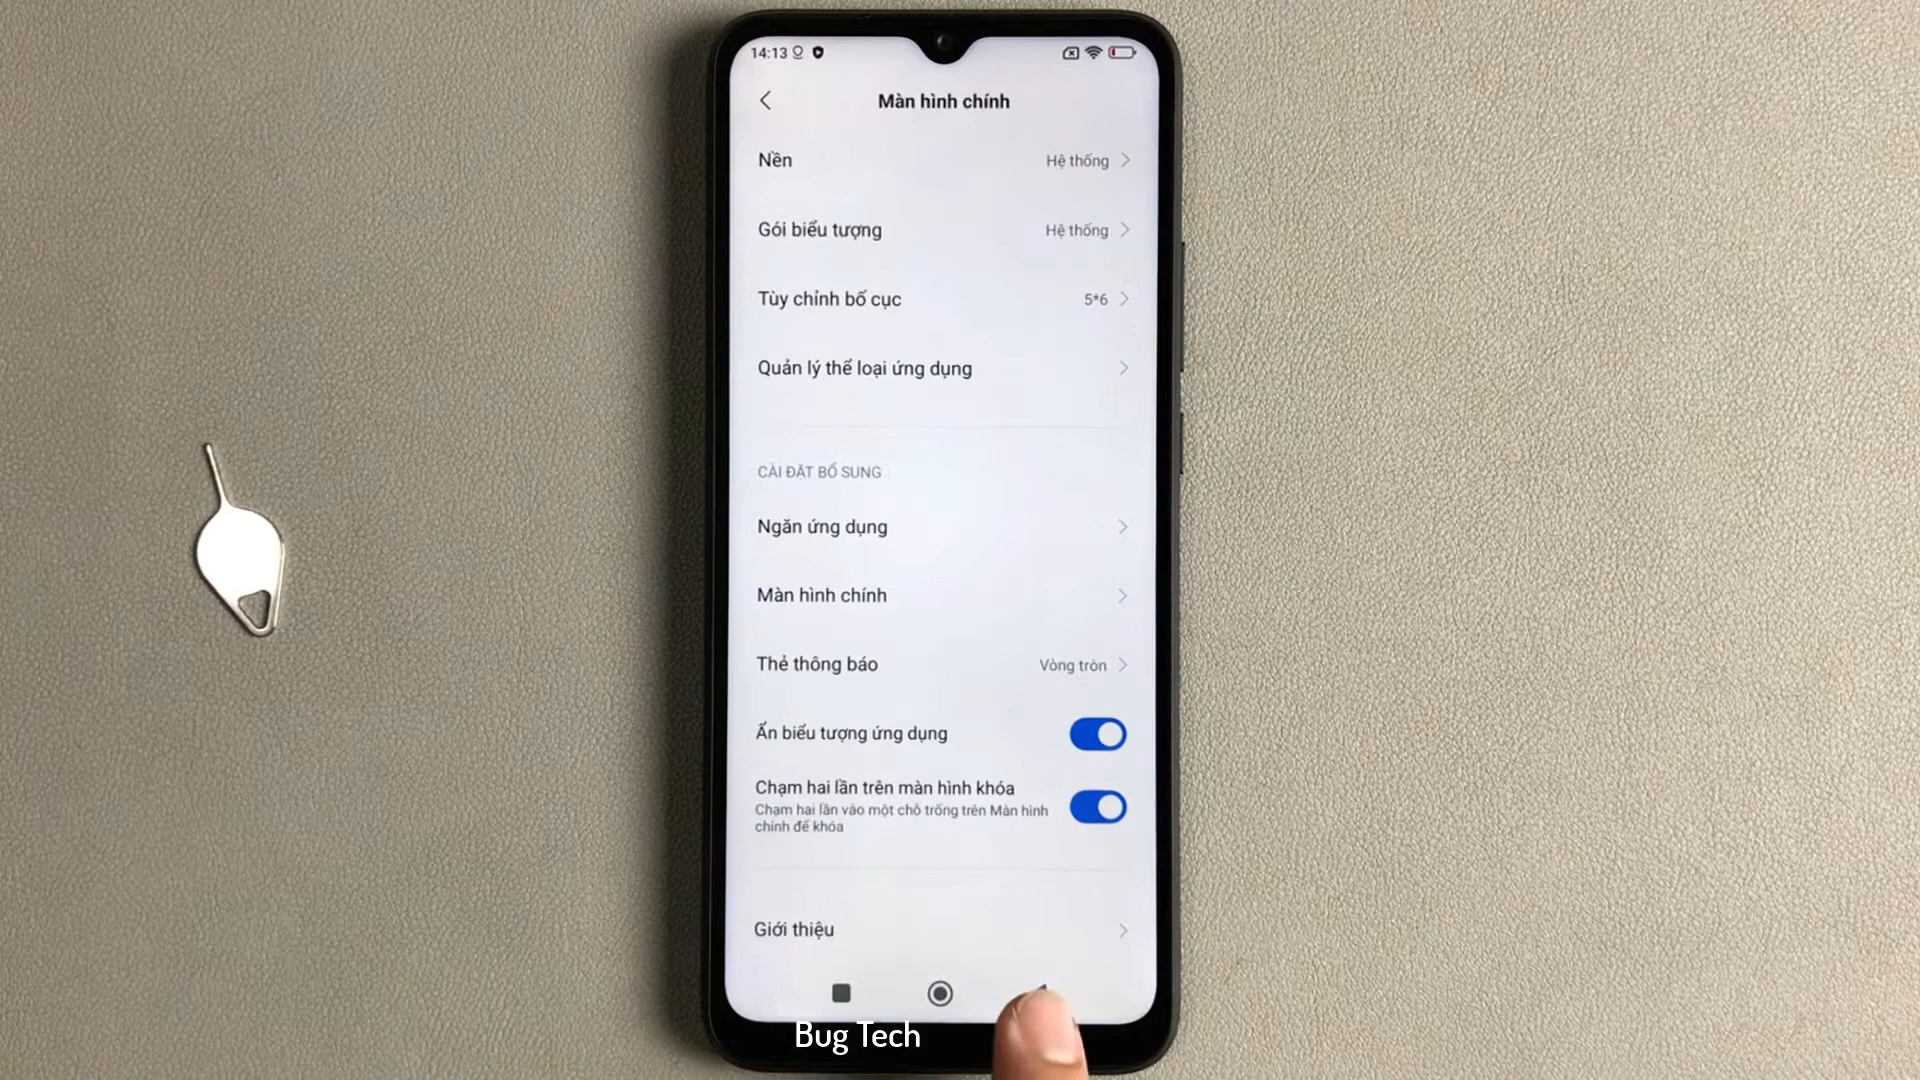 14:13
Màn hình chính
Nền
Hệ thống
Gói biểu tượng
Hệ thống
Tùy chỉnh bố cục
5*6
Quản lý thể loại ứng dụng
CÀI ĐẶT BỔ SUNG
Ngăn ứng dụng
Màn hình chính
Thẻ thông báo
Vòng tròn
Ẩn biểu tượng ứng dụng
Chạm hai lần trên màn hình khóa
Chạm hai lần vào một chỗ trống trên Màn hình
chính để khóa
Giới thiệu
Bug Tech